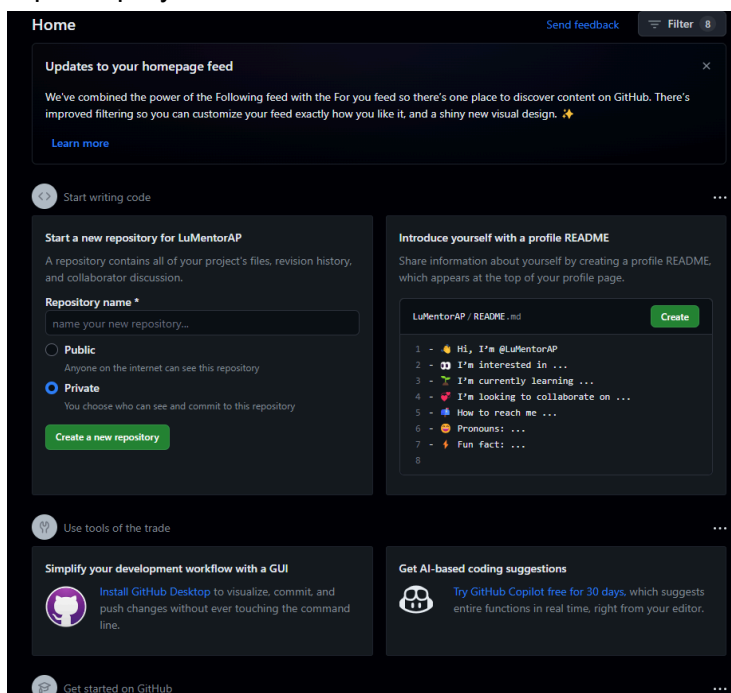 Home
Send feedback
Filter 8
Updates to your homepage feed
We've combined the power of the Following feed with the For you feed so there's one place to discover content on GitHub. There's
improved filtering so you can customize your feed exactly how you like it, and a shiny new visual design. ✨
Learn more
Start writing code
Start a new repository for LuMentorAP
A repository contains all of your project's files, revision history,
and collaborator discussion.
Repository name *
name your new repository...
Public
Anyone on the internet can see this repository
Private
You choose who can see and commit to this repository
Create a new repository
Introduce yourself with a profile README
Share information about yourself by creating a profile README,
which appears at the top of your profile page.
LuMentorAP / README.md
Create
1 - 👋 Hi, I'm @LuMentorAP
2 - 👀 I'm interested in ...
3 - 🌱 I'm currently learning ...
4 - 💞️ I'm looking to collaborate on ...
5 - 📫 How to reach me ...
6 - 😄 Pronouns: ...
7 - ⚡ Fun fact: ...
8
Use tools of the trade
Simplify your development workflow with a GUI
Install GitHub Desktop to visualize, commit, and
push changes without ever touching the command
line.
Get AI-based coding suggestions
Try GitHub Copilot free for 30 days, which suggests
entire functions in real time, right from your editor.
Get started on GitHub